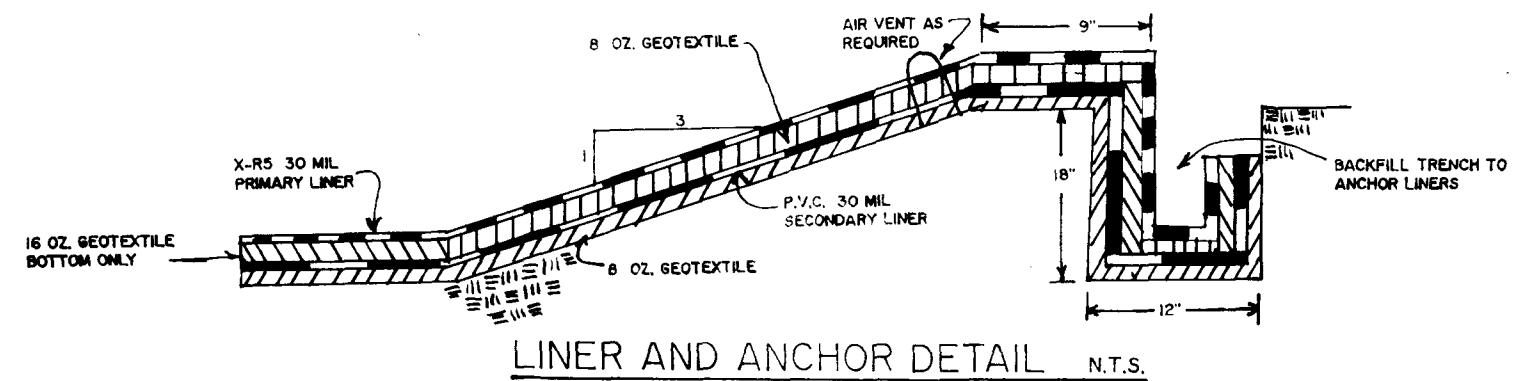 AIR VENT AS
REQUIRED
9"
8 OZ. GEOTEXTILE
3
1
X-R5 30 MIL
PRIMARY LINER
18"
BACKFILL TRENCH TO
ANCHOR LINERS
P.V.C. 30 MIL
SECONDARY LINER
16 OZ. GEOTEXTILE
BOTTOM ONLY
8 OZ. GEOTEXTILE
12"
LINER AND ANCHOR DETAIL N.T.S.